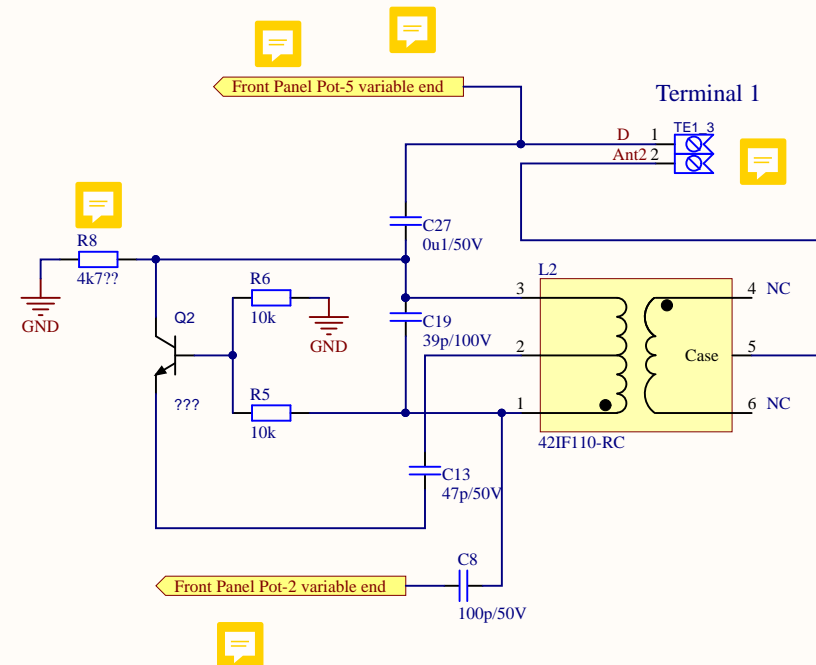 Front Panel Pot-5 variable end
Terminal 1
TE1_3
D 1
Ant2 2
C27
0u1/50V
R8
4k7??
GND
R6
10k
GND
L2
3
4 NC
C19
39p/100V
Q2
???
2
Case
5
R5
10k
1
6 NC
42IF110-RC
C13
47p/50V
C8
100p/50V
Front Panel Pot-2 variable end